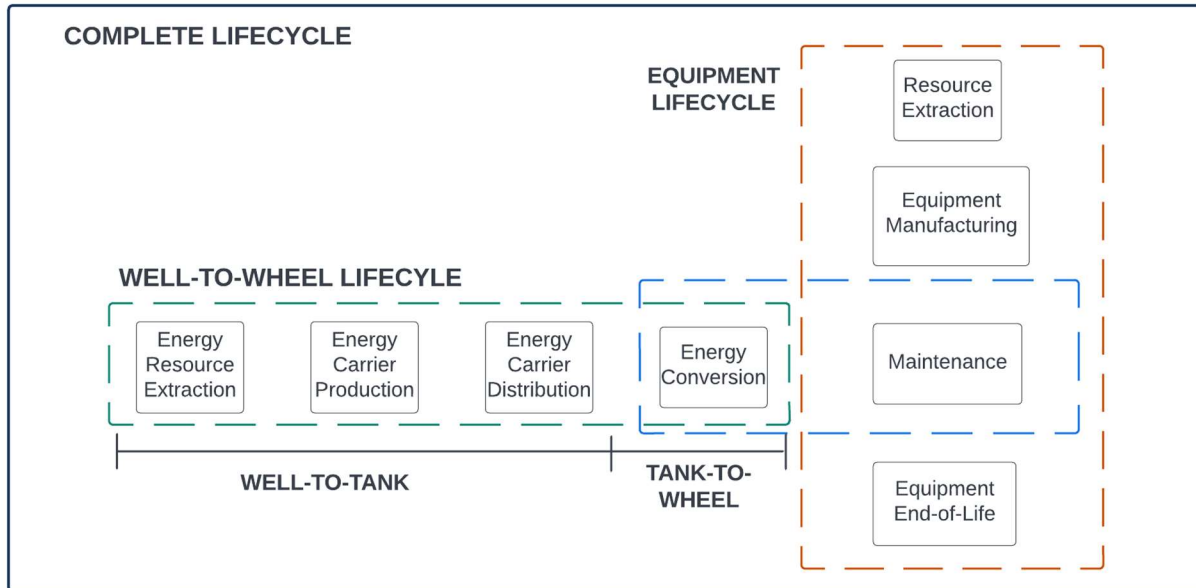 COMPLETE LIFECYCLE
EQUIPMENT
LIFECYCLE
Resource
Extraction
Equipment
Manufacturing
WELL-TO-WHEEL LIFECYLE
Energy
Resource
Extraction
Energy
Carrier
Production
Energy
Carrier
Distribution
Energy
Conversion
Maintenance
WELL-TO-TANK
TANK-TO-
WHEEL
Equipment
End-of-Life